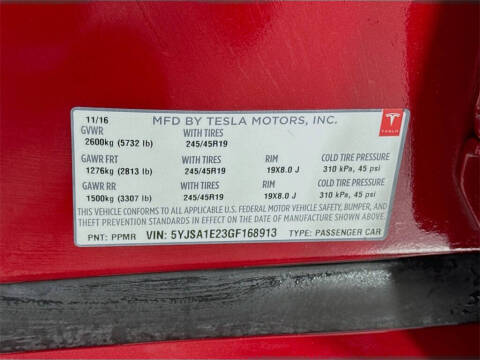 11/16 MFD BY TESLA MOTORS, INC.
GVWR WITH TIRES
2600kg (5732 lb) 245/45R19
TESLA
GAWR FRT WITH TIRES RIM COLD TIRE PRESSURE
1276kg (2813 lb) 245/45R19 19X8.0 J 310 kPa, 45 psi
GAWR RR WITH TIRES RIM COLD TIRE PRESSURE
1500kg (3307 lb) 245/45R19 19X8.0 J 310 kPa, 45 psi
THIS VEHICLE CONFORMS TO ALL APPLICABLE U.S. FEDERAL MOTOR VEHICLE SAFETY, BUMPER, AND
THEFT PREVENTION STANDARDS IN EFFECT ON THE DATE OF MANUFACTURE SHOWN ABOVE.
PNT: PPMR VIN: 5YJSA1E23GF168913 TYPE: PASSENGER CAR